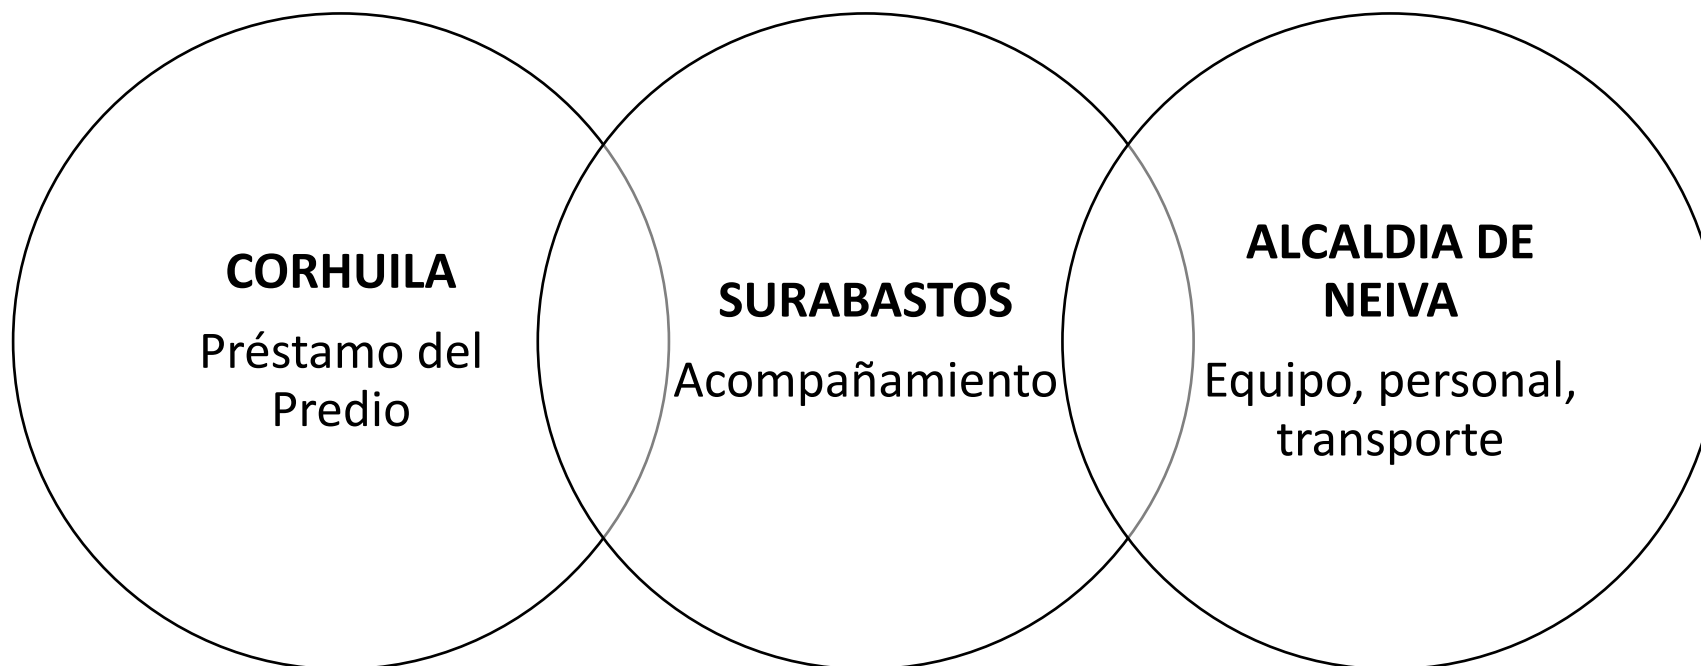 CORHUILA
Préstamo del
Predio
SURABASTOS
Acompañamiento
ALCALDIA DE
NEIVA
Equipo, personal,
transporte